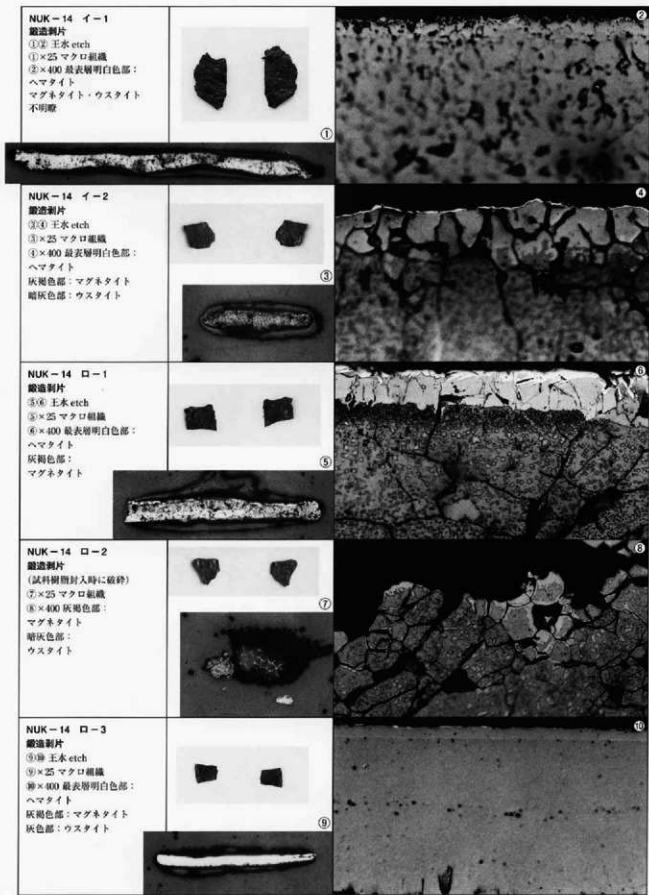 NUK-14 イ-1
鍛造剥片
①② 王水 etch
①×25 マクロ組織
②×400 最表層明白色部：
ヘマタイト
マグネタイト・ウスタイト
不明瞭
①
②
NUK-14 イ-2
鍛造剥片
③④ 王水 etch
③×25 マクロ組織
④×400 最表層明白色部：
ヘマタイト
灰褐色部：マグネタイト
暗灰色部：ウスタイト
③
④
NUK-14 ロ-1
鍛造剥片
⑤⑥ 王水 etch
⑤×25 マクロ組織
⑥×400 最表層明白色部：
ヘマタイト
灰褐色部：
マグネタイト
⑤
⑥
NUK-14 ロ-2
鍛造剥片
(試料樹脂封入時に破砕)
⑦×25 マクロ組織
⑧×400 灰褐色部：
マグネタイト
暗灰色部：
ウスタイト
⑦
⑧
NUK-14 ロ-3
鍛造剥片
⑨⑩ 王水 etch
⑨×25 マクロ組織
⑩×400 最表層明白色部：
ヘマタイト
灰褐色部：マグネタイト
灰色部：ウスタイト
⑨
⑩